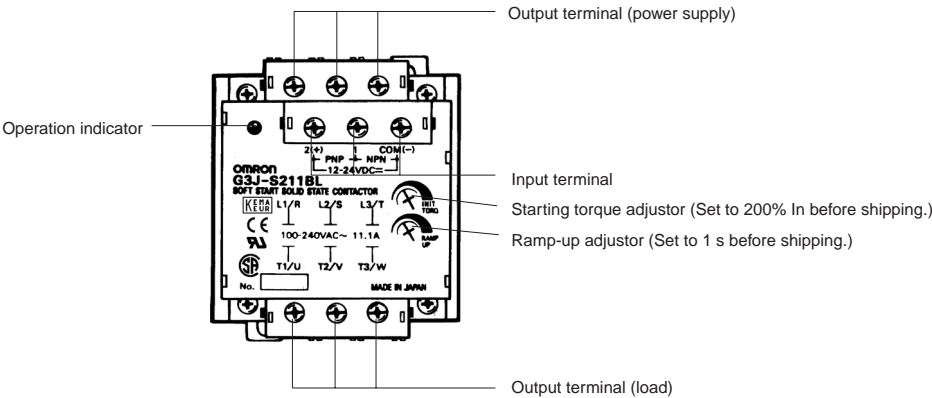 Output terminal (power supply)
Operation indicator
2(+) 1 COM(-)
PNP NPN
12-24VDC
OMRON
G3J-S211BL
SOFT START SOLID STATE CONTACTOR
Input terminal
KEMA
KEUR
L1/R L2/S L3/T
INIT
TORQ
Starting torque adjustor (Set to 200% In before shipping.)
CE
100-240VAC~ 11.1A
RAMP
UP
Ramp-up adjustor (Set to 1 s before shipping.)
T1/U T2/V T3/W
SA
No.
MADE IN JAPAN
Output terminal (load)